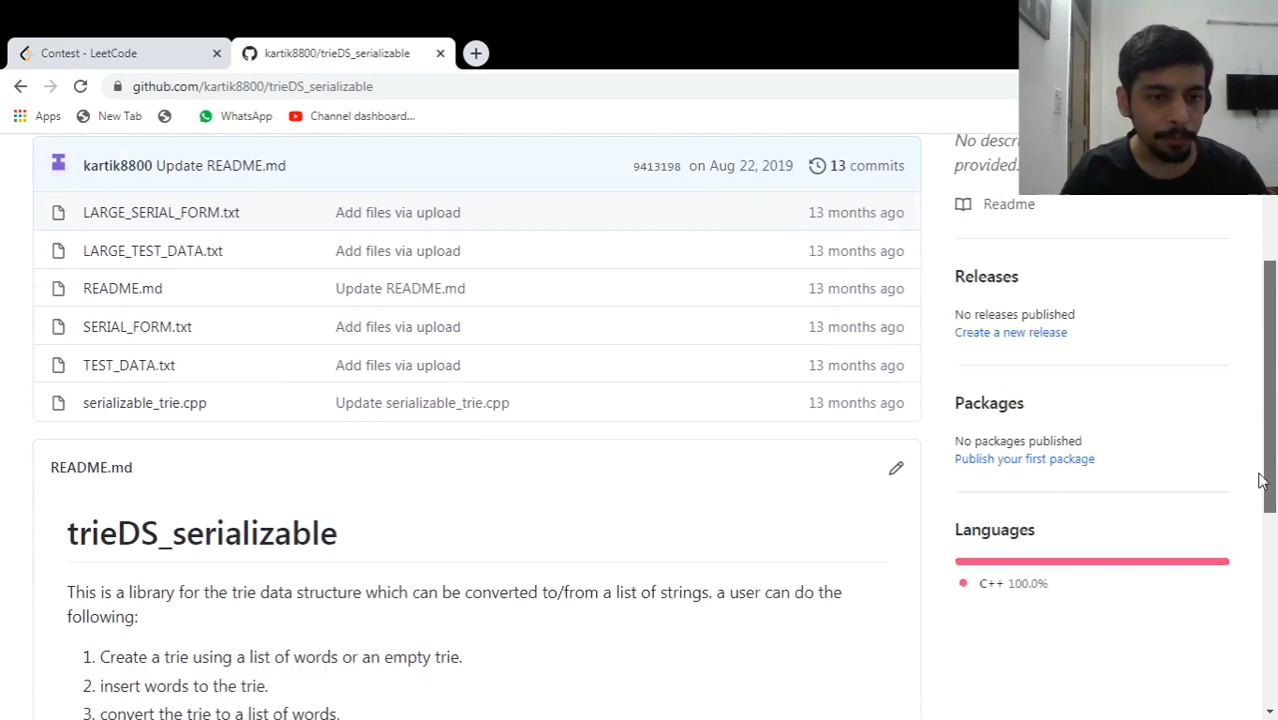 Contest - LeetCode
kartik8800/trieDS_serializable
github.com/kartik8800/trieDS_serializable
Apps New Tab WhatsApp Channel dashboard...
kartik8800 Update README.md 9413198 on Aug 22, 2019 13 commits
LARGE_SERIAL_FORM.txt Add files via upload 13 months ago
LARGE_TEST_DATA.txt Add files via upload 13 months ago
README.md Update README.md 13 months ago
SERIAL_FORM.txt Add files via upload 13 months ago
TEST_DATA.txt Add files via upload 13 months ago
serializable_trie.cpp Update serializable_trie.cpp 13 months ago
README.md
trieDS_serializable
This is a library for the trie data structure which can be converted to/from a list of strings. a user can do the
following:
1. Create a trie using a list of words or an empty trie.
2. insert words to the trie.
3. convert the trie to a list of words.
No
provided.
Readme
Releases
No releases published
Create a new release
Packages
No packages published
Publish your first package
Languages
C++ 100.0%